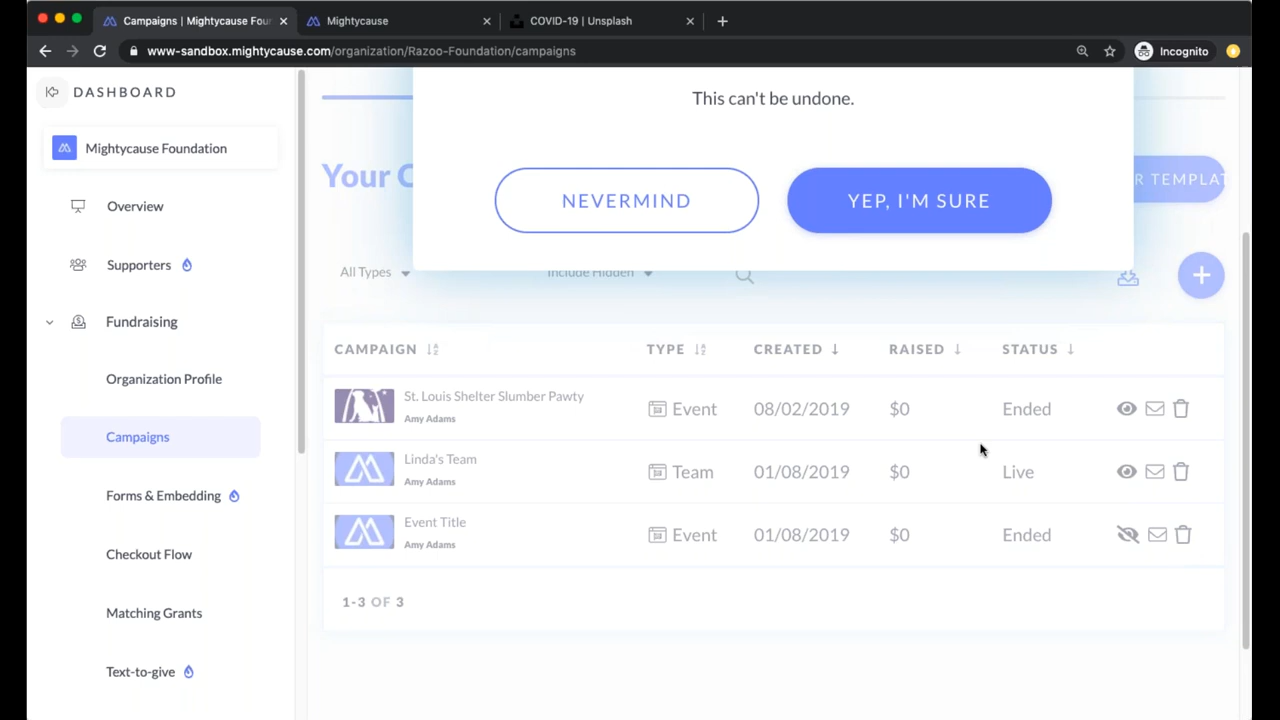 Campaigns | Mightycause Foun
Mightycause
COVID-19 | Unsplash
www-sandbox.mightycause.com/organization/Razoo-Foundation/campaigns
Incognito
DASHBOARD
Mightycause Foundation
Overview
Supporters
Fundraising
Organization Profile
Campaigns
Forms & Embedding
Checkout Flow
Matching Grants
Text-to-give
This can't be undone.
NEVERMIND
YEP, I'M SURE
Your C
R TEMPLAT
All Types
Include Hidden
CAMPAIGN TYPE CREATED RAISED STATUS
St. Louis Shelter Slumber Pawty
Amy Adams
Event 08/02/2019 $0 Ended
Linda's Team
Amy Adams
Team 01/08/2019 $0 Live
Event Title
Amy Adams
Event 01/08/2019 $0 Ended
1-3 OF 3